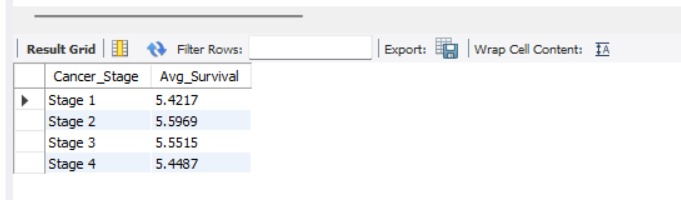 Result Grid Filter Rows: Export: Wrap Cell Content: IA
Cancer_Stage Avg_Survival
Stage 1 5.4217
Stage 2 5.5969
Stage 3 5.5515
Stage 4 5.4487